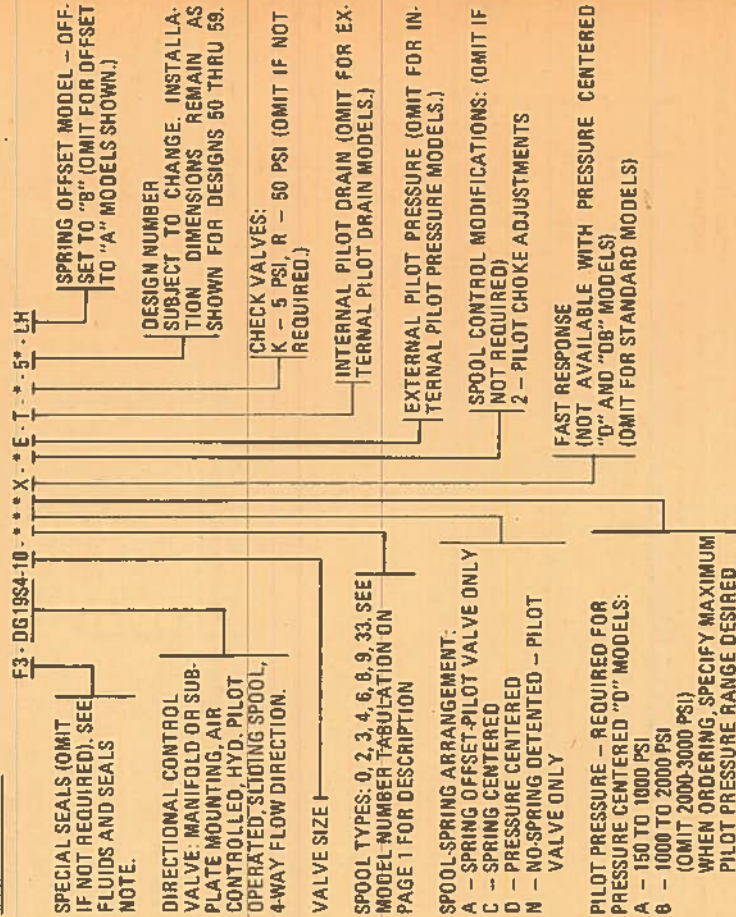 F3 - DG19S4-10 - * * * X - * E - T - * - 5* - LH
SPECIAL SEALS (OMIT
IF NOT REQUIRED). SEE
FLUIDS AND SEALS
NOTE.
DIRECTIONAL CONTROL
VALVE: MANIFOLD OR SUB-
PLATE MOUNTING, AIR
CONTROLLED, HYD. PILOT
OPERATED, SLIDING SPOOL,
4-WAY FLOW DIRECTION.
VALVE SIZE
SPOOL TYPES: 0, 2, 3, 4, 6, 8, 9, 33. SEE
MODEL NUMBER TABULATION ON
PAGE 1 FOR DESCRIPTION
SPOOL-SPRING ARRANGEMENT:
A – SPRING OFFSET-PILOT VALVE ONLY
C – SPRING CENTERED
D – PRESSURE CENTERED
N – NO-SPRING DETENTED – PILOT
VALVE ONLY
PILOT PRESSURE – REQUIRED FOR
PRESSURE CENTERED "D" MODELS:
A – 150 TO 1000 PSI
B – 1000 TO 2000 PSI
(OMIT 2000-3000 PSI)
WHEN ORDERING, SPECIFY MAXIMUM
PILOT PRESSURE RANGE DESIRED
SPRING OFFSET MODEL – OFF-
SET TO "B" (OMIT FOR OFFSET
TO "A" MODELS SHOWN.)
DESIGN NUMBER
SUBJECT TO CHANGE. INSTALLA-
TION DIMENSIONS REMAIN AS
SHOWN FOR DESIGNS 50 THRU 59.
CHECK VALVES:
K – 5 PSI, R – 50 PSI (OMIT IF NOT
REQUIRED.)
INTERNAL PILOT DRAIN (OMIT FOR EX-
TERNAL PILOT DRAIN MODELS.)
EXTERNAL PILOT PRESSURE (OMIT FOR IN-
TERNAL PILOT PRESSURE MODELS.)
SPOOL CONTROL MODIFICATIONS: (OMIT IF
NOT REQUIRED)
2 – PILOT CHOKE ADJUSTMENTS
FAST RESPONSE
(NOT AVAILABLE WITH PRESSURE CENTERED
"D" AND "DB" MODELS)
(OMIT FOR STANDARD MODELS)